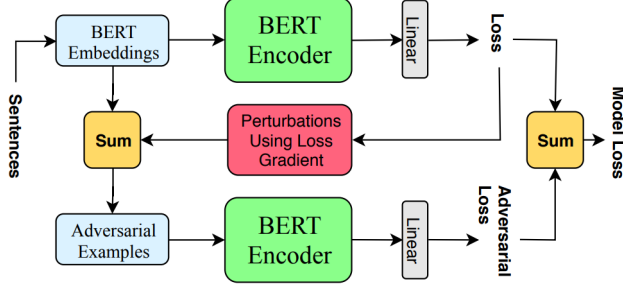 BERT
Embeddings
BERT
Encoder
Linear
Loss
Sentences
Sum
Perturbations
Using Loss
Gradient
Sum
Model Loss
Adversarial
Examples
BERT
Encoder
Linear
Adversarial
Loss